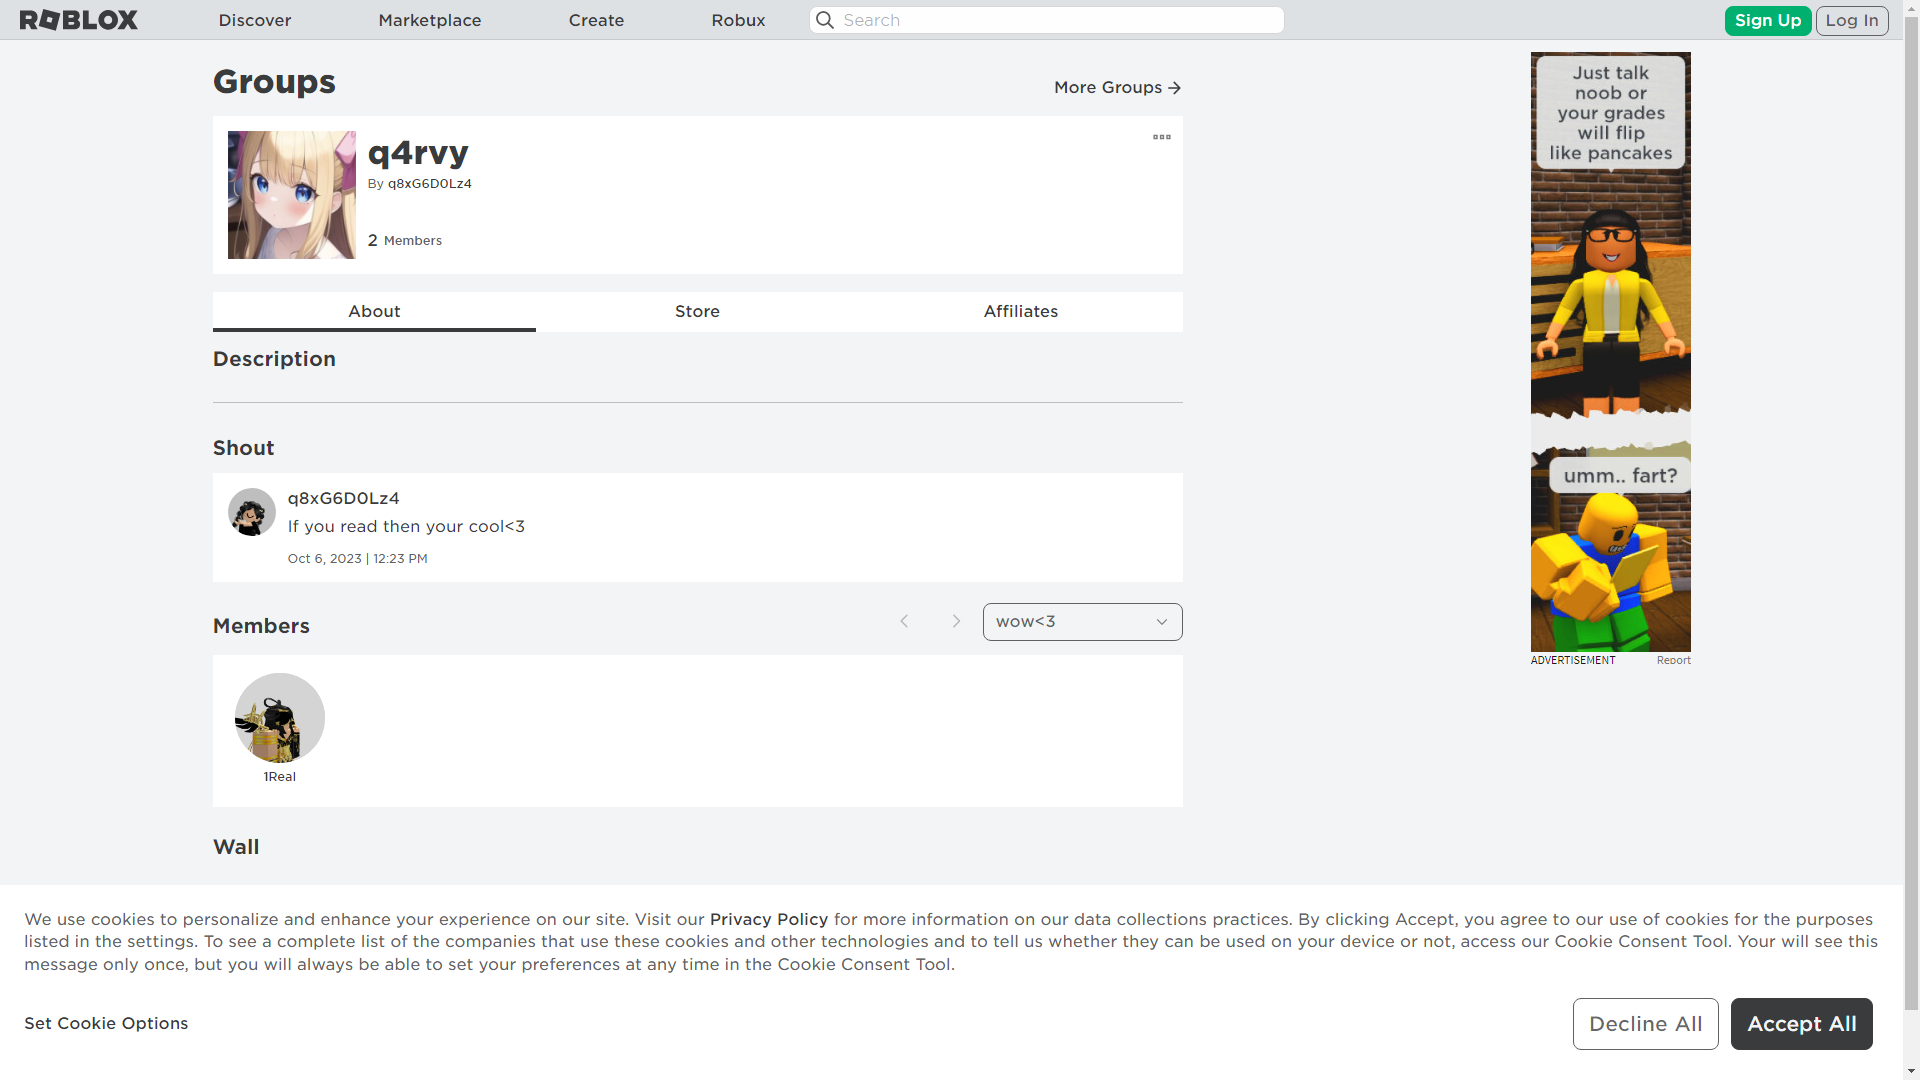 ROBLOX
Discover
Marketplace
Create
Robux
Search
Sign Up
Log In
Groups
More Groups
q4rvy
By q8xG6D0Lz4
2 Members
About
Store
Affiliates
Description
Shout
q8xG6D0Lz4
If you read then your cool<3
Oct 6, 2023 | 12:23 PM
Members
wow<3
1Real
Wall
Just talk
noob or
your grades
will flip
like pancakes
umm.. fart?
ADVERTISEMENT
Report
We use cookies to personalize and enhance your experience on our site. Visit our Privacy Policy for more information on our data collections practices. By clicking Accept, you agree to our use of cookies for the purposes
listed in the settings. To see a complete list of the companies that use these cookies and other technologies and to tell us whether they can be used on your device or not, access our Cookie Consent Tool. Your will see this
message only once, but you will always be able to set your preferences at any time in the Cookie Consent Tool.
Set Cookie Options
Decline All
Accept All